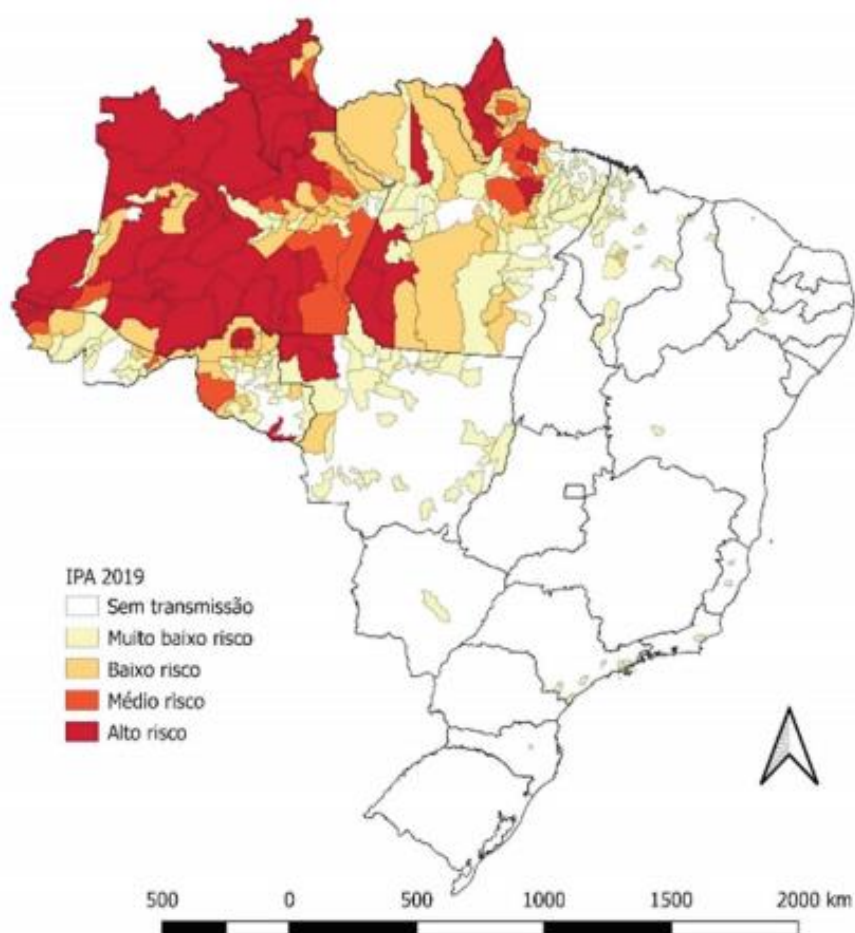 IPA 2019
Sem transmissão
Muito baixo risco
Baixo risco
Médio risco
Alto risco
500 0 500 1000 1500 2000 km